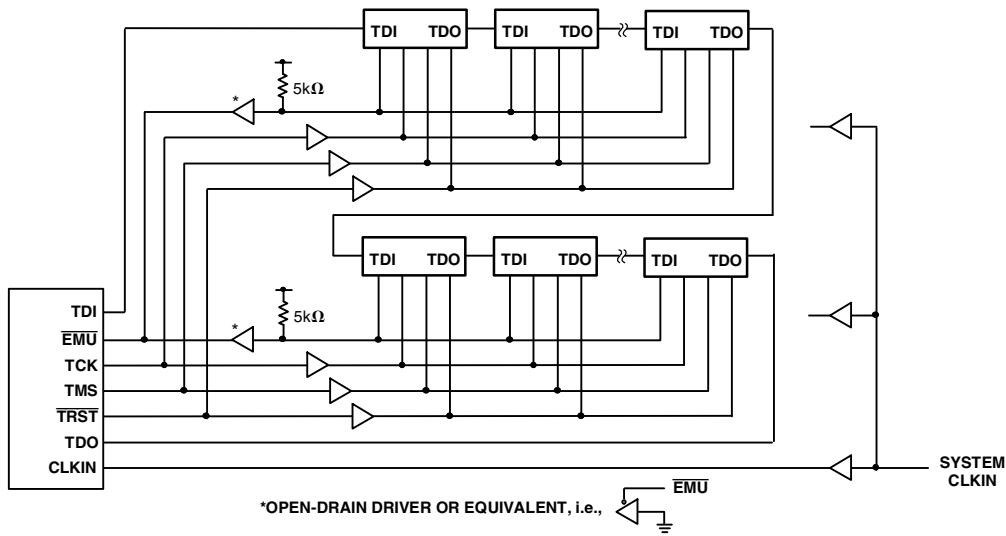 TDI TDO TDI TDO TDI TDO
5kΩ
*
TDI TDO TDI TDO TDI TDO
5kΩ
*
TDI
EMU
TCK
TMS
TRST
TDO
CLKIN
SYSTEM
CLKIN
EMU
*OPEN-DRAIN DRIVER OR EQUIVALENT, i.e.,